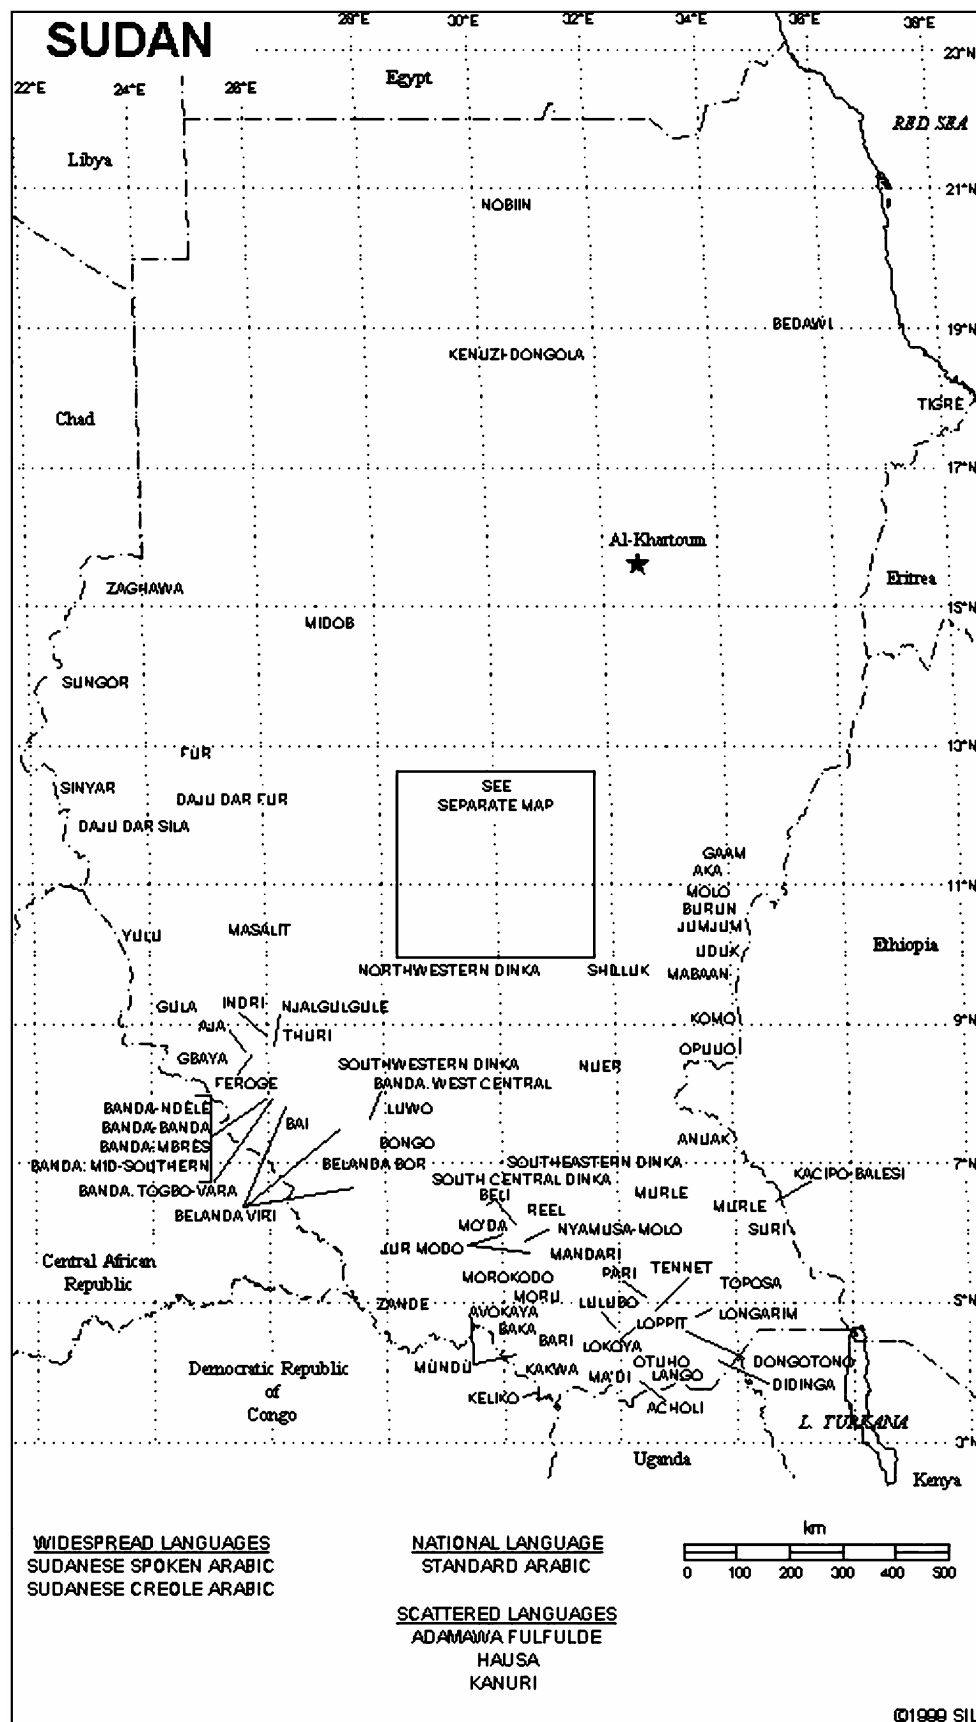 SUDAN
28°E 30°E 32°E 34°E 36°E 38°E
23°N
22°E 24°E 26°E
Egypt
RED SEA
Libya
21°N
NOBIIN
BEDAWI
19°N
KENUZI-DONGOLA
TIGRE
Chad
17°N
Al-Khartoum
Eritrea
ZAGHAWA
15°N
MIDOB
SUNGOR
13°N
FUR
SINYAR
SEE
SEPARATE MAP
DAJU DAR FUR
DAJU DAR SILA
GAAM
AKA
11°N
MOLO
BURUN
JUMJUM
YULU
MASALIT
Ethiopia
UDUK
NORTHWESTERN DINKA
SHILLUK
MABAAN
GULA
INDRI
NJALGULGULE
KOMO
9°N
AJA
THURI
OPUUO
GBAYA
SOUTHWESTERN DINKA
NUER
FEROGE
BANDA, WEST CENTRAL
BANDA-NDÉLÉ
LUWO
BANDA-BANDA
BAI
BANDA-MBRES
BONGO
ANUAK
BANDA, MID-SOUTHERN
BELANDA BOR
SOUTHEASTERN DINKA
7°N
KACIPO-BALESI
BANDA, TOGBO-VARA
SOUTH CENTRAL DINKA
BELI
MURLE
MURLE
BELANDA VIRI
REEL
MO'DA
NYAMUSA-MOLO
SURI
JUR MODO
MANDARI
Central African
Republic
PARI
TENNET
MOROKODO
TOPOSA
MORU
LULUBO
5°N
ZANDE
AVOKAYA
LONGARIM
BAKA
LOPPIT
BARI
LOKOYA
MUNDU
KAKWA
OTUHO
DONGOTONO
Democratic Republic
of
Congo
MA'DI
LANGO
DIDINGA
KELIKO
ACHOLI
L. TURKANA
3°N
Uganda
Kenya
WIDESPREAD LANGUAGES
SUDANESE SPOKEN ARABIC
SUDANESE CREOLE ARABIC
NATIONAL LANGUAGE
STANDARD ARABIC
km
0 100 200 300 400 500
SCATTERED LANGUAGES
ADAMAWA FULFULDE
HAUSA
KANURI
©1999 SIL